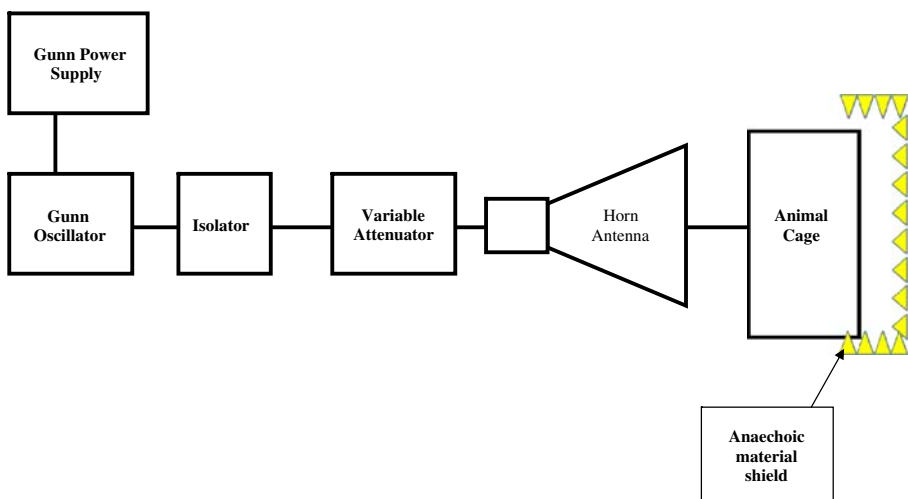 Gunn Power
Supply
Gunn
Oscillator
Isolator
Variable
Attenuator
Horn
Antenna
Animal
Cage
Anaechoic
material
shield